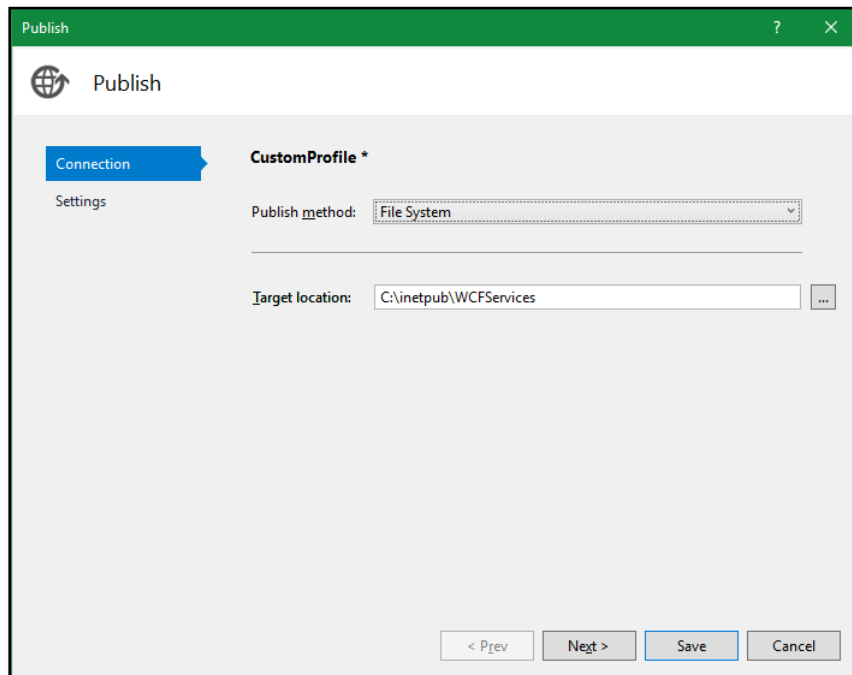 Publish ? ×
Publish
Connection
Settings
CustomProfile *
Publish method: File System
Target location: C:\inetpub\WCFServices ...
< Prev Next > Save Cancel